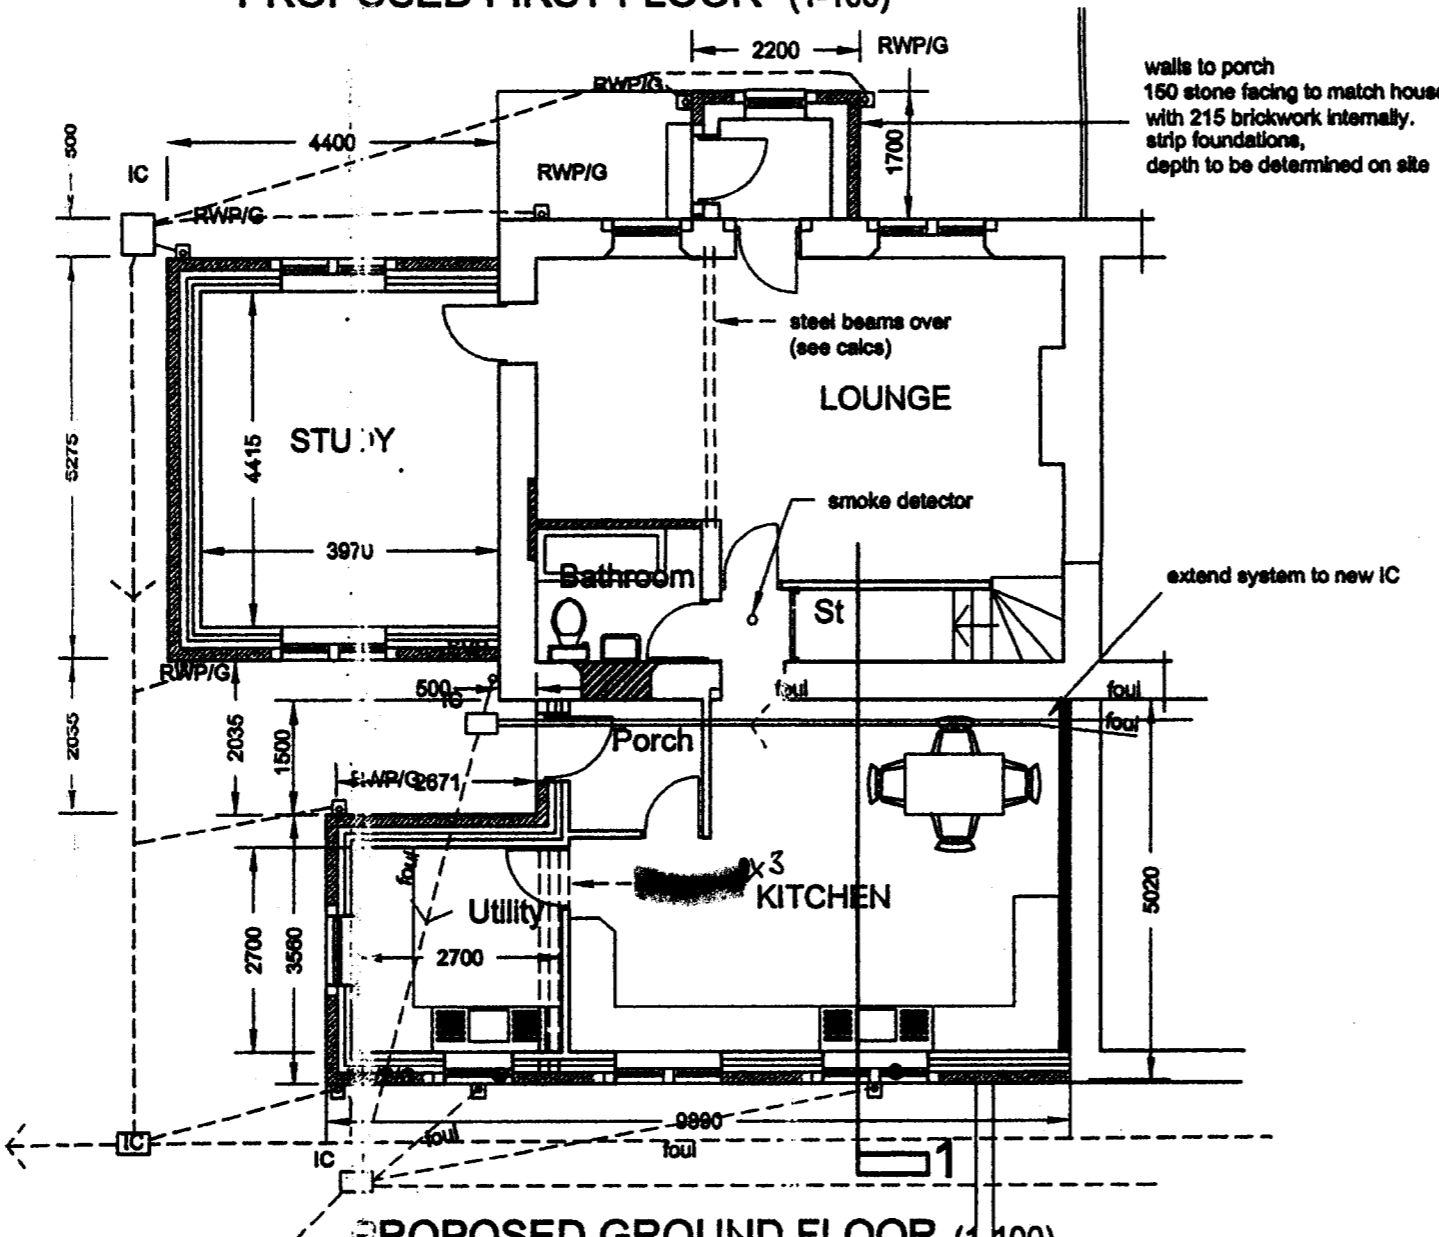 PROPOSED FIRST FLOOR (1-100)
2200
RWP/G
RWP/G
walls to porch
150 stone facing to match house
with 215 brickwork internally.
strip foundations,
depth to be determined on site
500
4400
1700
IC
RWP/G
RWP/G
steel beams over
(see calcs)
LOUNGE
STUDY
5275
4415
smoke detector
3970
Bathroom
extend system to new IC
St
RWP/G
500
IC
foul
foul
foul
2035
2035
1500
Porch
RWP/G
2671
foul
x3
KITCHEN
5020
Utility
2700
3560
2700
9890
IC
foul
foul
IC
1
PROPOSED GROUND FLOOR (1-100)